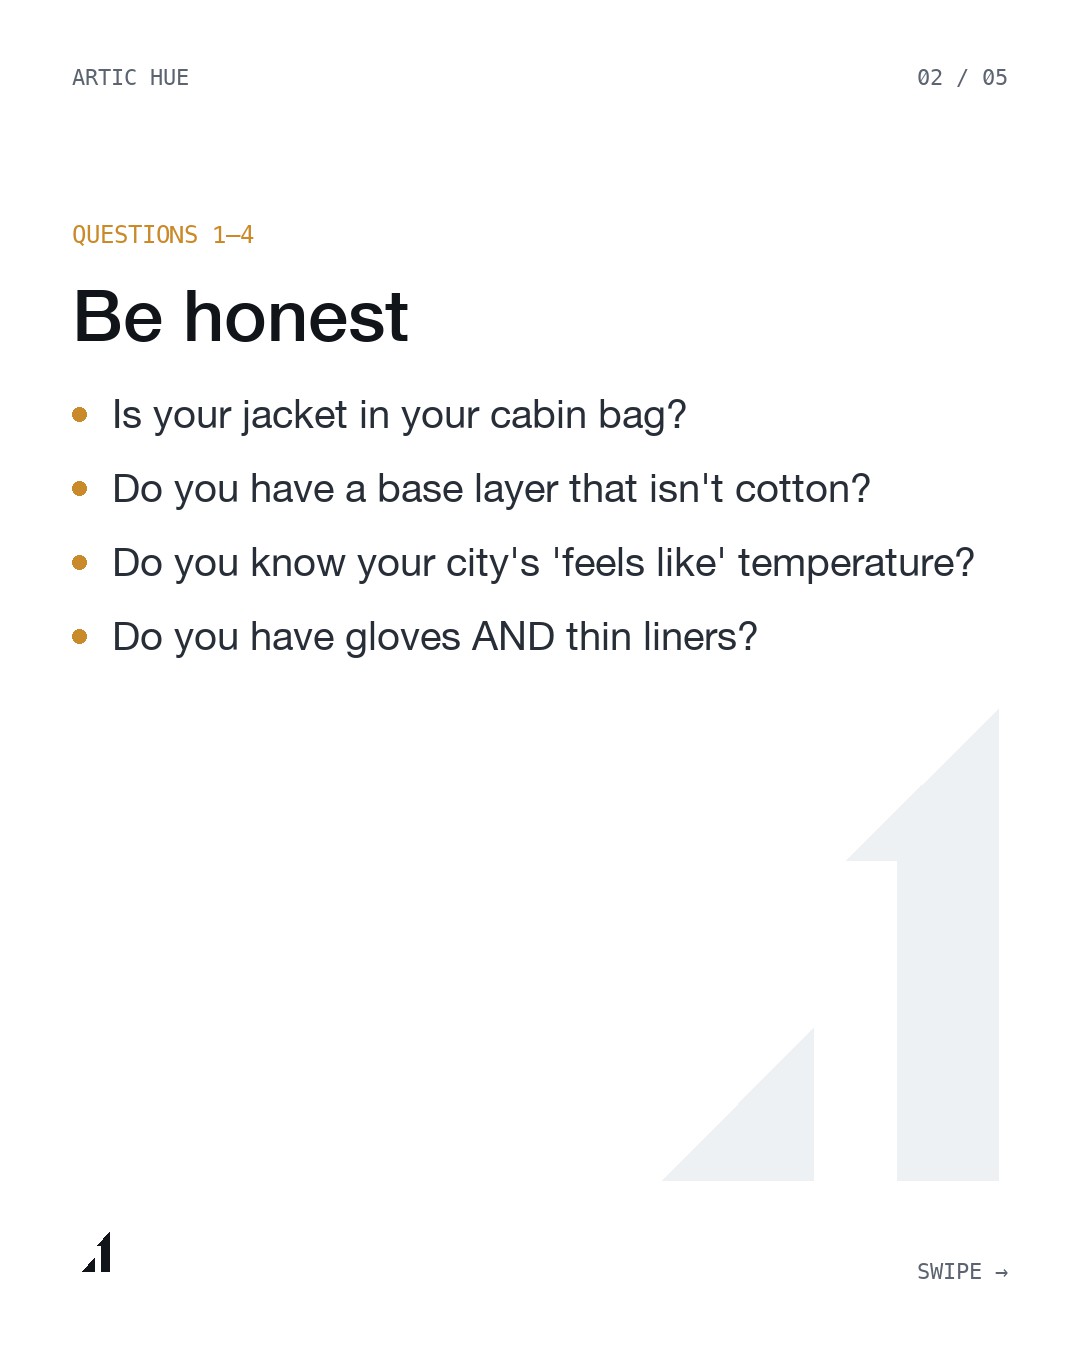 ARTIC HUE
02 / 05
QUESTIONS 1–4
Be honest
Is your jacket in your cabin bag?
Do you have a base layer that isn't cotton?
Do you know your city's 'feels like' temperature?
Do you have gloves AND thin liners?
SWIPE →